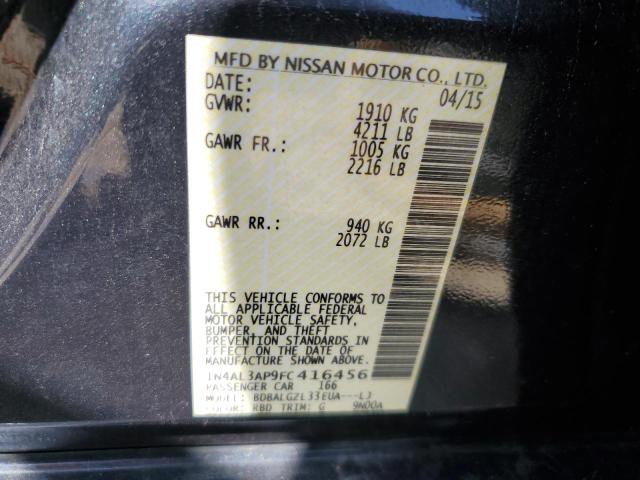 MFD BY NISSAN MOTOR CO., LTD.
DATE: 04/15
GVWR: 1910 KG
4211 LB
GAWR FR.: 1005 KG
2216 LB
GAWR RR.: 940 KG
2072 LB
THIS VEHICLE CONFORMS TO
ALL APPLICABLE FEDERAL
MOTOR VEHICLE SAFETY,
BUMPER, AND THEFT
PREVENTION STANDARDS IN
EFFECT ON THE DATE OF
MANUFACTURE SHOWN ABOVE.
1N4AL3AP9FC416456
PASSENGER CAR 166
MODEL: BDBALGZL33EUA---LJ
COLOR: RBD TRIM: G 9ND0A